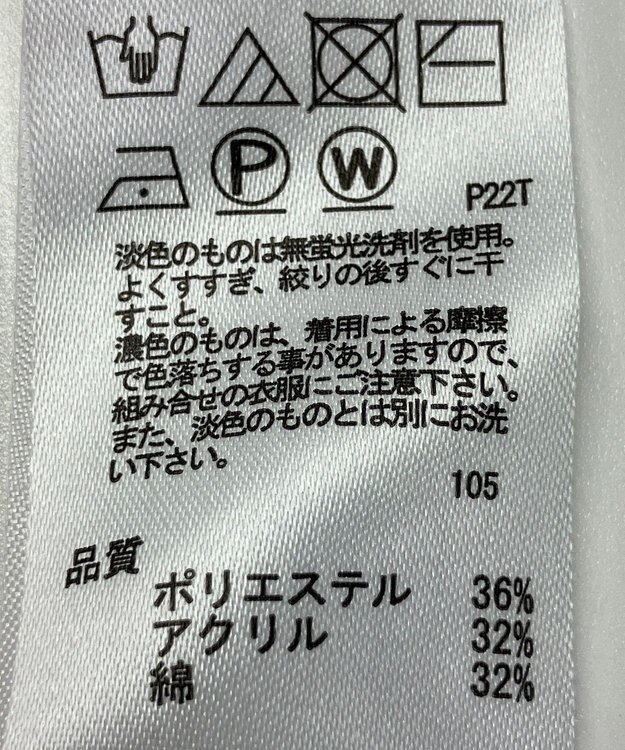 P W P22T
淡色のものは無蛍光洗剤を使用。
よくすすぎ、絞りの後すぐに干
すこと。
濃色のものは、着用による摩擦
で色落ちする事がありますので、
組み合せの衣服にご注意下さい。
また、淡色のものとは別にお洗
い下さい。
105
品質
ポリエステル 36%
アクリル 32%
綿 32%